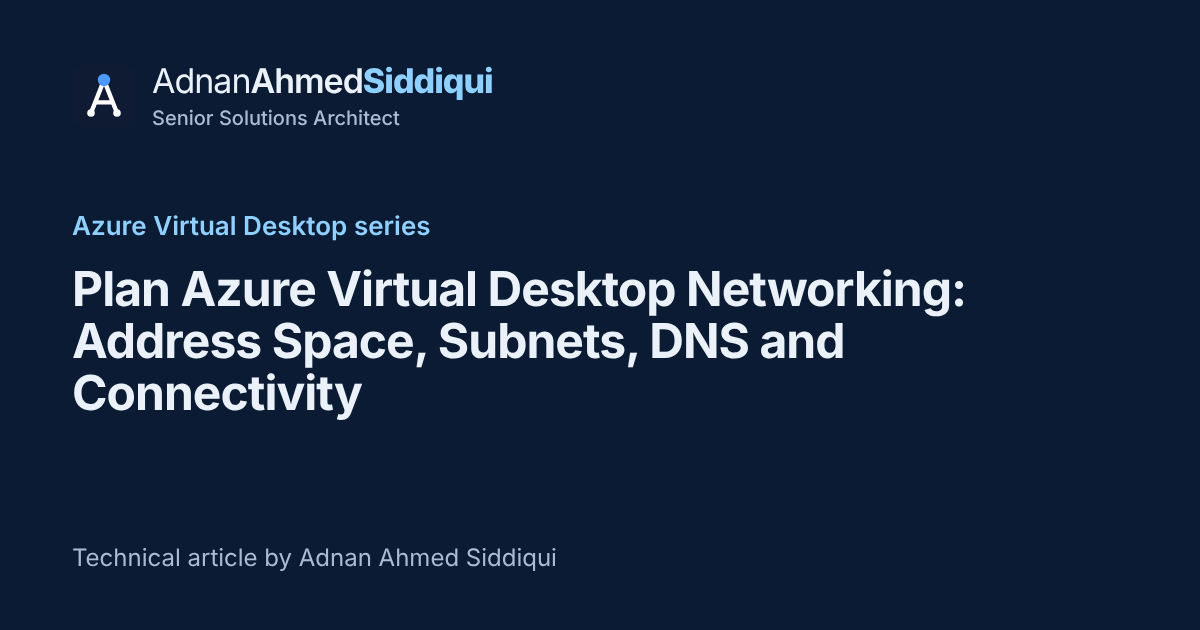 AdnanAhmedSiddiqui
Senior Solutions Architect
Azure Virtual Desktop series
Plan Azure Virtual Desktop Networking:
Address Space, Subnets, DNS and
Connectivity
Technical article by Adnan Ahmed Siddiqui